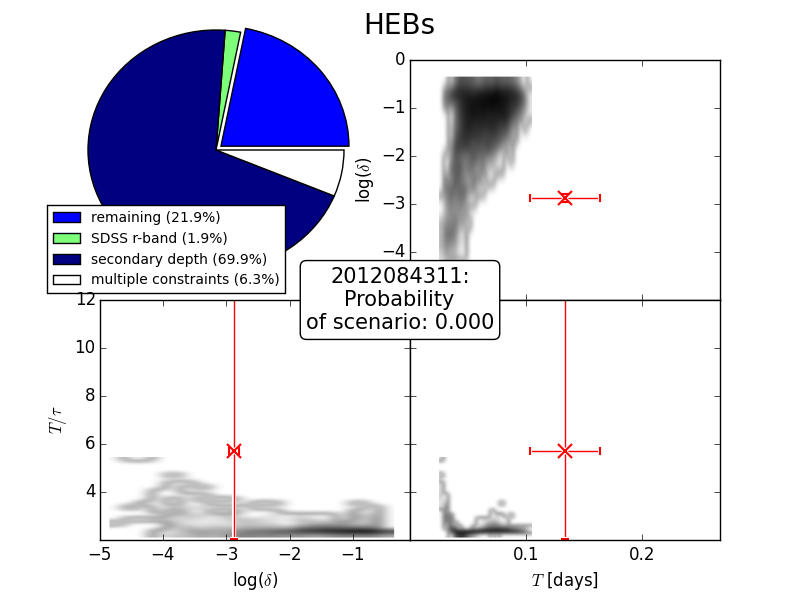 HEBs
remaining (21.9%)
SDSS r-band (1.9%)
secondary depth (69.9%)
multiple constraints (6.3%)
0
−1
−2
−3
−4
log(δ)
2012084311:
Probability
of scenario: 0.000
12
10
8
6
4
T/τ
−5 −4 −3 −2 −1
log(δ)
0.1 0.2
T [days]